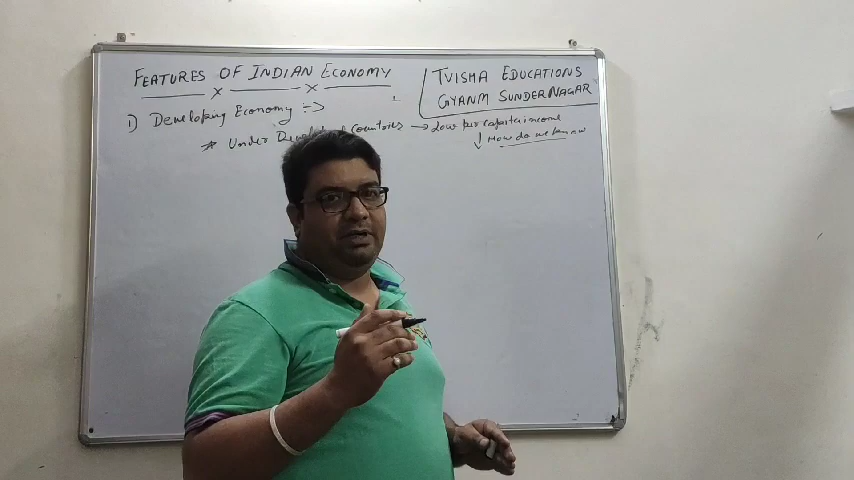 FEATURES OF INDIAN ECONOMY
TVISHA EDUCATIONS
GYANM SUNDERNAGAR
1) Developing Economy :->
* Under Developed Countries → Low per capita income
↓ How do we know